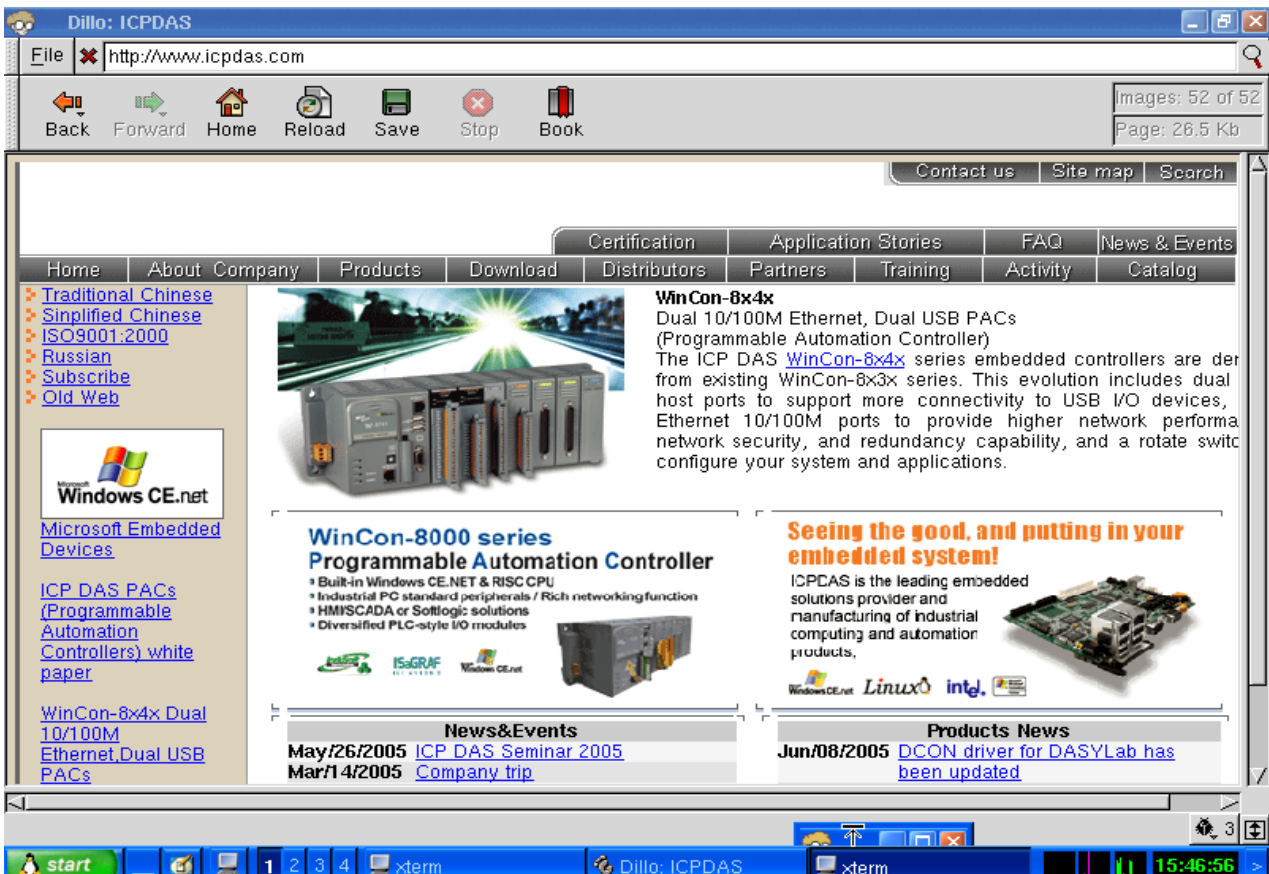 Dillo: ICPDAS
File
http://www.icpdas.com
Back
Forward
Home
Reload
Save
Stop
Book
Images: 52 of 52
Page: 26.5 Kb
Contact us
Site map
Search
Certification
Application Stories
FAQ
News & Events
Home
About Company
Products
Download
Distributors
Partners
Training
Activity
Catalog
Traditional Chinese
Sinplified Chinese
ISO9001:2000
Russian
Subscribe
Old Web
Microsoft
Windows CE.net
Microsoft Embedded
Devices
ICP DAS PACs
(Programmable
Automation
Controllers) white
paper
WinCon-8x4x Dual
10/100M
Ethernet,Dual USB
PACs
WinCon-8x4x
Dual 10/100M Ethernet, Dual USB PACs
(Programmable Automation Controller)
The ICP DAS WinCon-8x4x series embedded controllers are der
from existing WinCon-8x3x series. This evolution includes dual
host ports to support more connectivity to USB I/O devices,
Ethernet 10/100M ports to provide higher network performa
network security, and redundancy capability, and a rotate switc
configure your system and applications.
WinCon-8000 series
Programmable Automation Controller
Built-in Windows CE.NET & RISC CPU
Industrial PC standard peripherals / Rich networking function
HMI/SCADA or Softlogic solutions
Diversified PLC-style I/O modules
ISaGRAF
Windows CE.net
Seeing the good, and putting in your
embedded system!
ICPDAS is the leading embedded
solutions provider and
manufacturing of industrial
computing and automation
products,
Windows CE.net
Linux
intel.
News&Events
May/26/2005 ICP DAS Seminar 2005
Mar/14/2005 Company trip
Products News
Jun/08/2005 DCON driver for DASYLab has
been updated
3
start
1 2 3 4
xterm
Dillo: ICPDAS
xterm
15:46:56